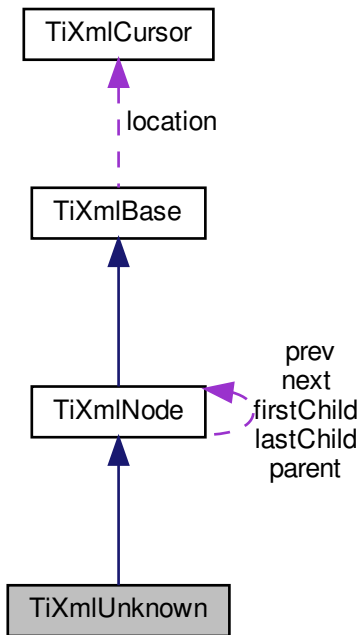 TiXmlCursor
location
TiXmlBase
prev
next
firstChild
lastChild
parent
TiXmlNode
TiXmlUnknown